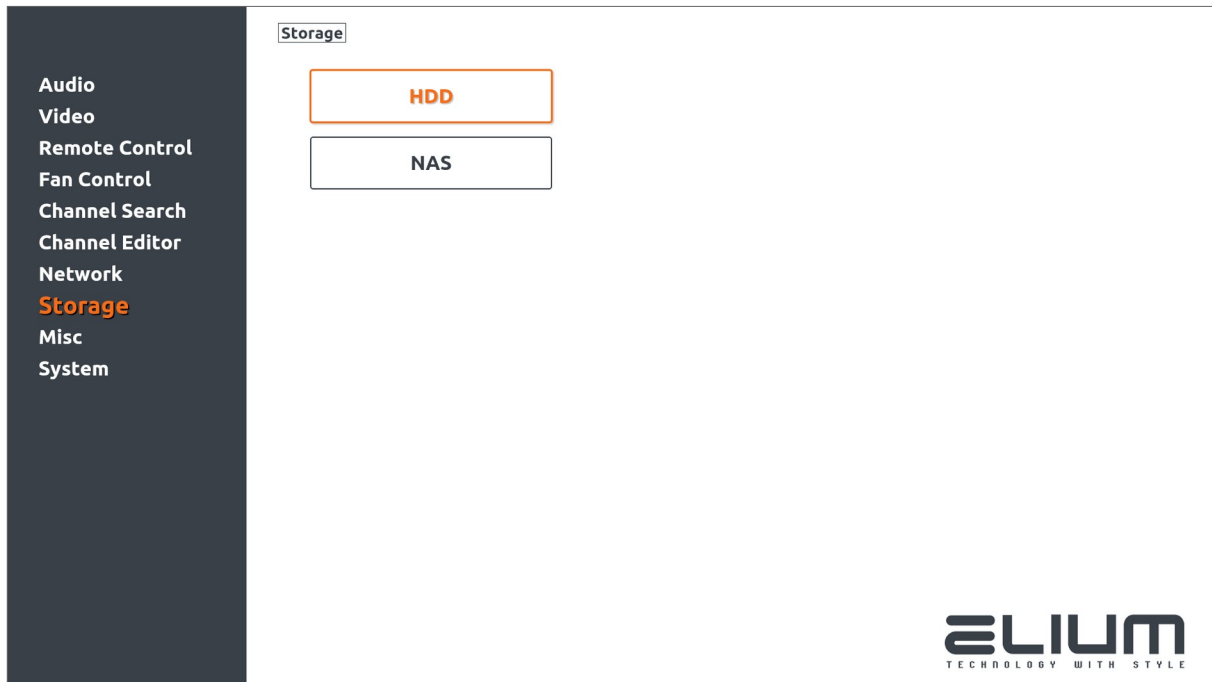 Storage
Audio
Video
Remote Control
Fan Control
Channel Search
Channel Editor
Network
Storage
Misc
System
HDD
NAS
ELIUM
TECHNOLOGY WITH STYLE